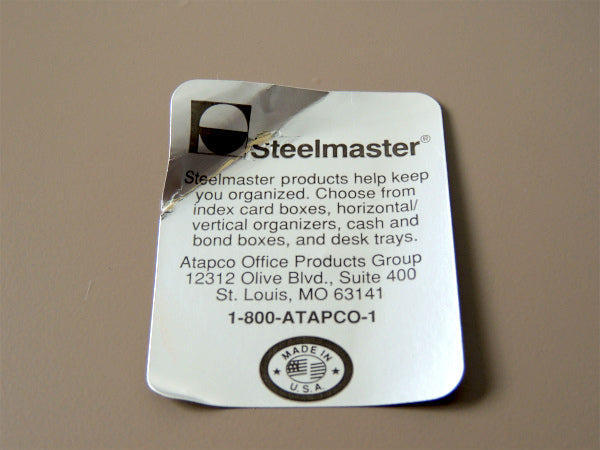 Steelmaster®
Steelmaster products help keep
you organized. Choose from
index card boxes, horizontal/
vertical organizers, cash and
bond boxes, and desk trays.
Atapco Office Products Group
12312 Olive Blvd., Suite 400
St. Louis, MO 63141
1-800-ATAPCO-1
MADE IN
U.S.A.